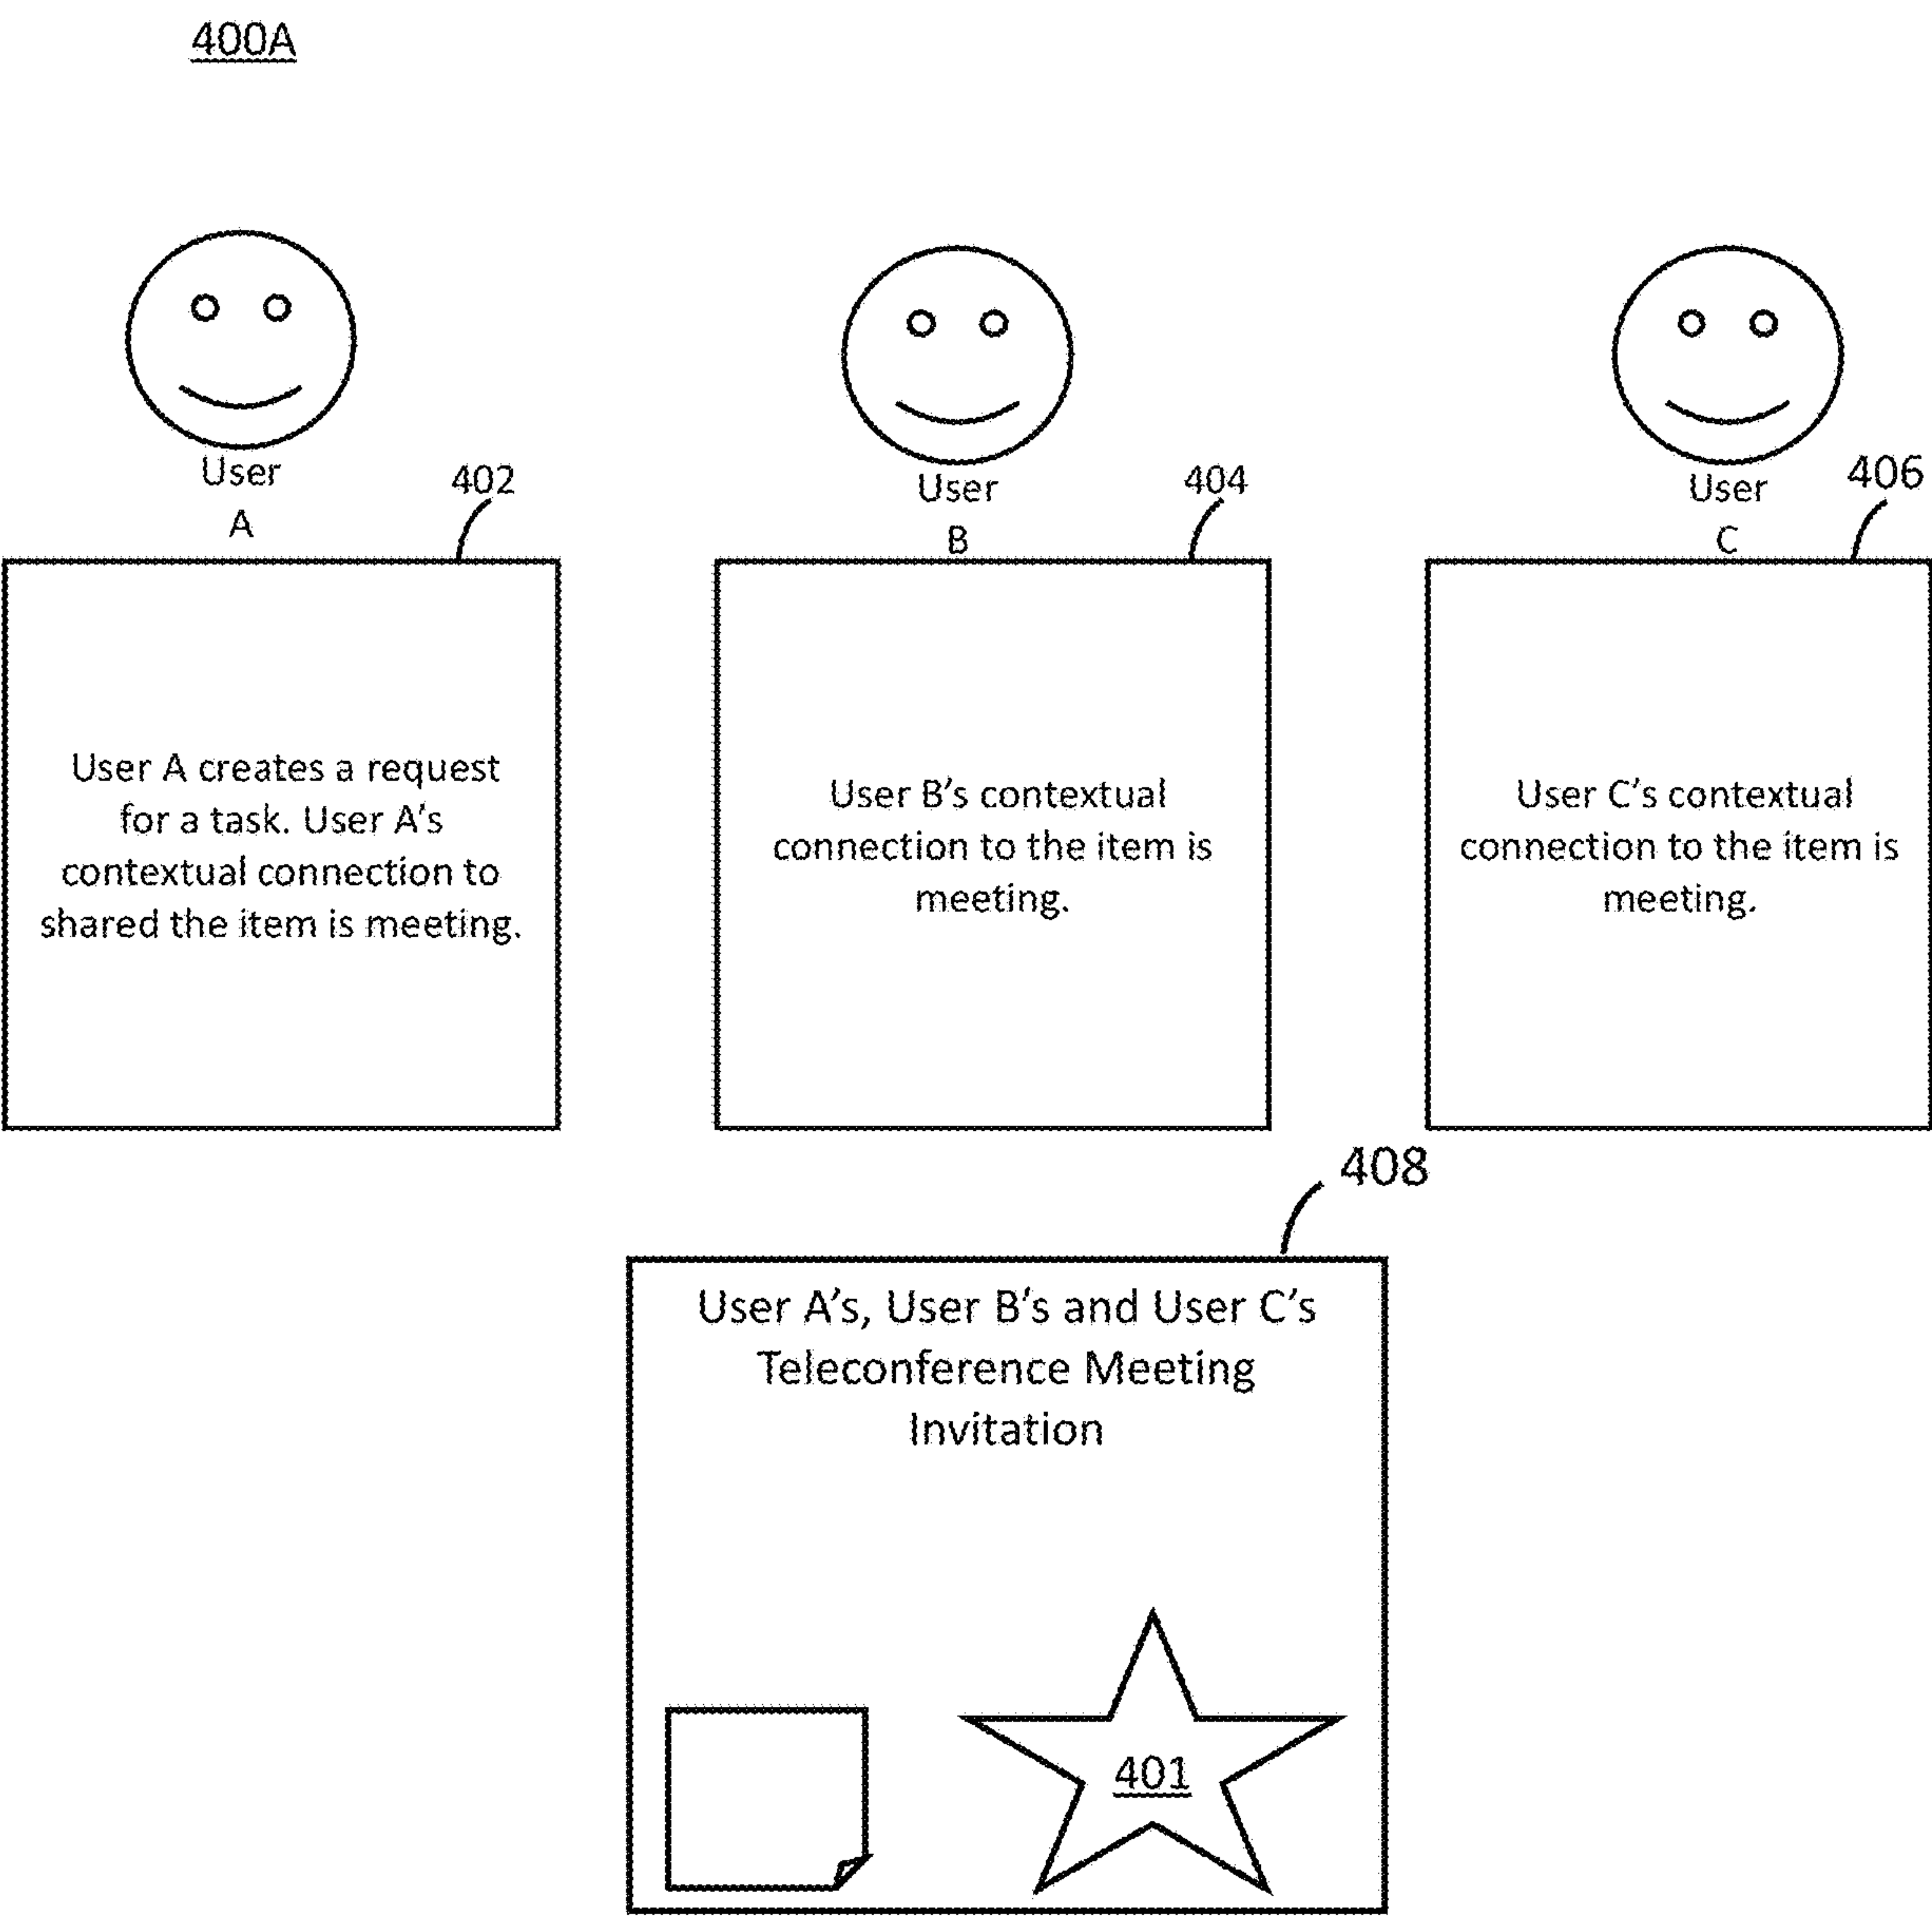 400A
User
A
402
User
B
404
User
C
406
User A creates a request
for a task. User A's
contextual connection to
shared the item is meeting.
User B's contextual
connection to the item is
meeting.
User C's contextual
connection to the item is
meeting.
408
User A's, User B's and User C's
Teleconference Meeting
Invitation
401